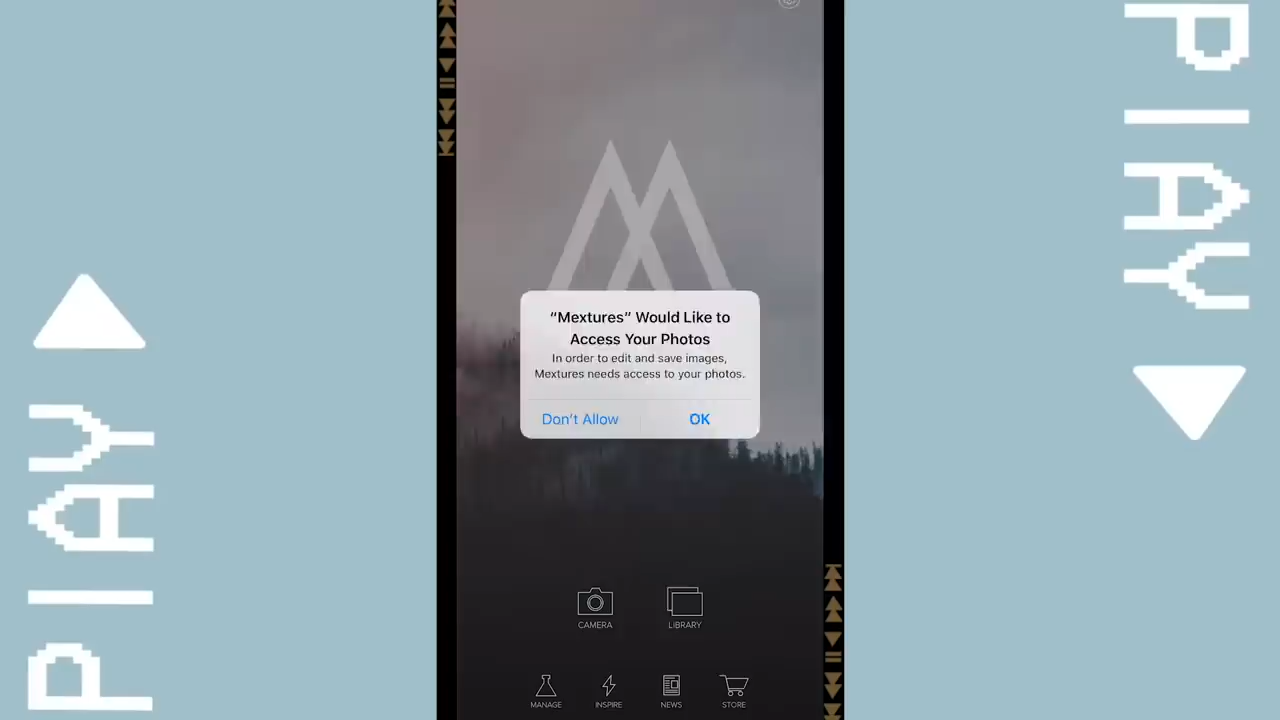 PlAY
"Mextures" Would Like to
Access Your Photos
In order to edit and save images,
Mextures needs access to your photos.
Don't Allow
OK
CAMERA
LIBRARY
MANAGE
INSPIRE
NEWS
STORE
PlAY